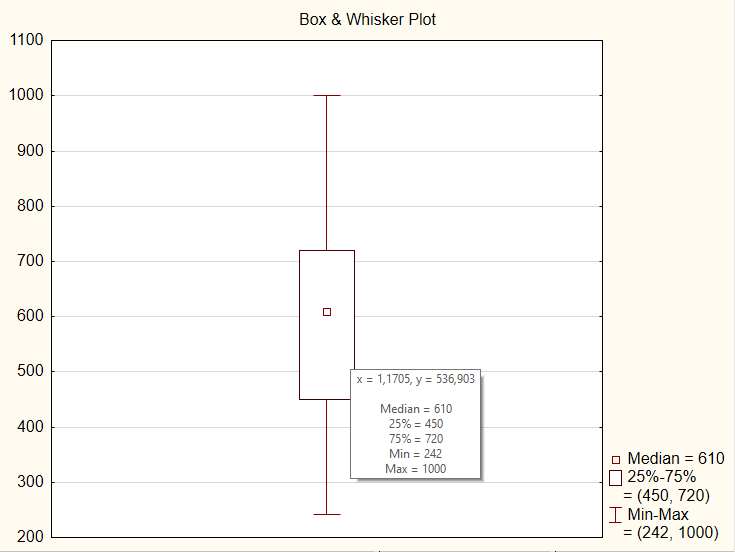 Box & Whisker Plot
1100
1000
900
800
700
600
500
400
300
200
x = 1,1705, y = 536,903
Median = 610
25% = 450
75% = 720
Min = 242
Max = 1000
Median = 610
25%-75%
= (450, 720)
Min-Max
= (242, 1000)